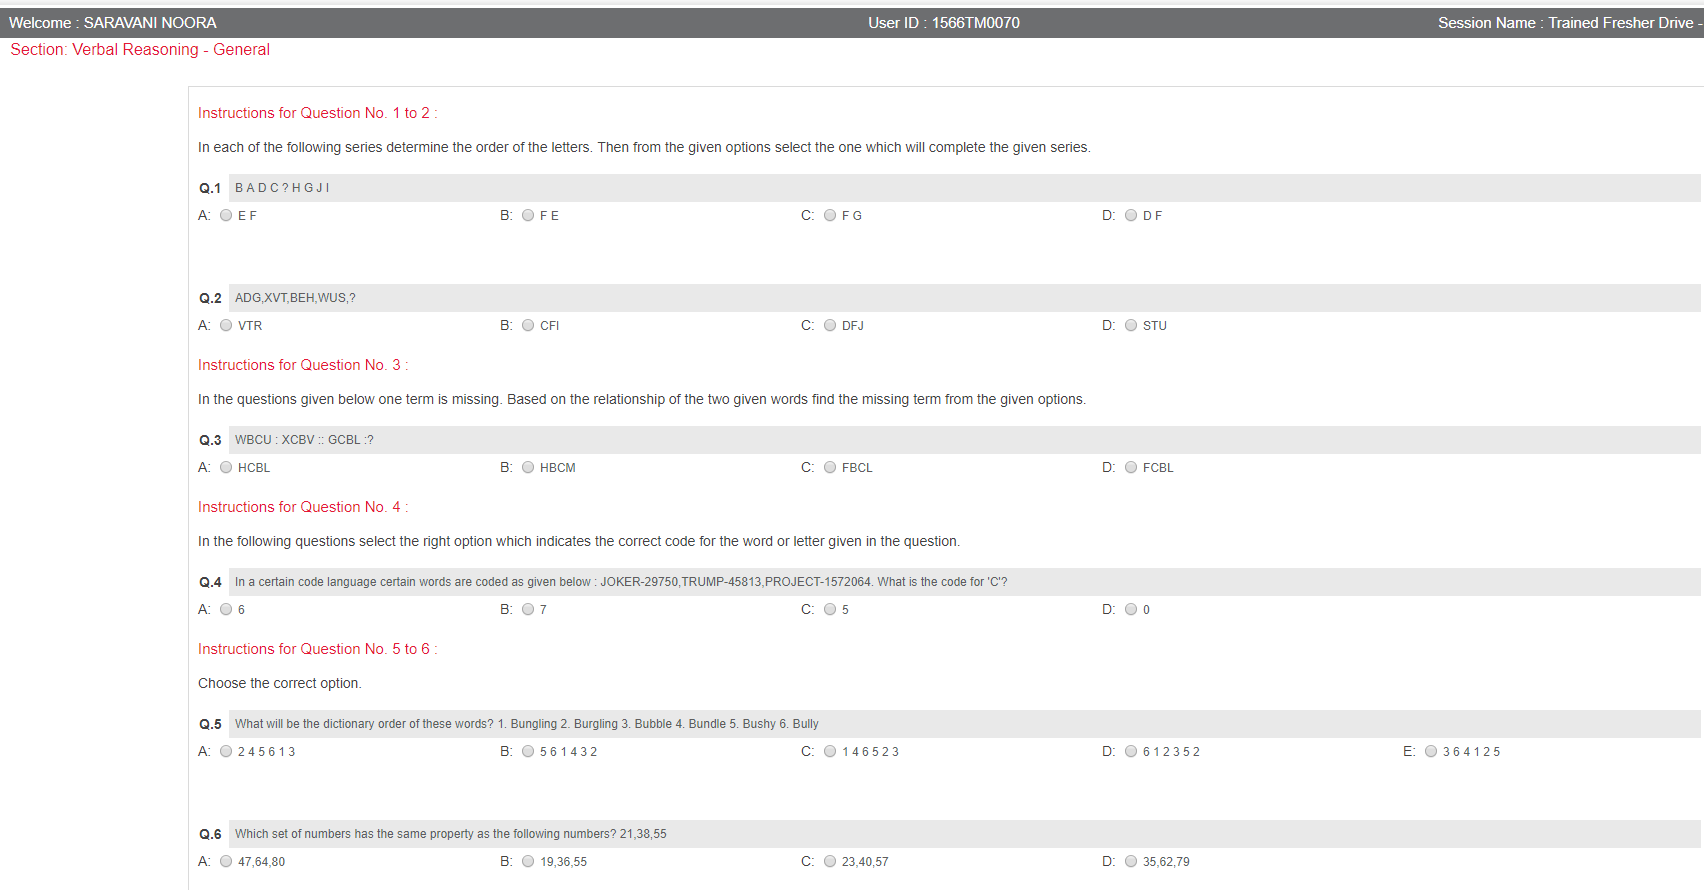 Welcome : SARAVANI NOORA User ID : 1566TM0070 Session Name : Trained Fresher Drive -
Section: Verbal Reasoning - General
Instructions for Question No. 1 to 2 :
In each of the following series determine the order of the letters. Then from the given options select the one which will complete the given series.
Q.1 B A D C ? H G J I
A: E F B: F E C: F G D: D F
Q.2 ADG,XVT,BEH,WUS,?
A: VTR B: CFI C: DFJ D: STU
Instructions for Question No. 3 :
In the questions given below one term is missing. Based on the relationship of the two given words find the missing term from the given options.
Q.3 WBCU : XCBV :: GCBL :?
A: HCBL B: HBCM C: FBCL D: FCBL
Instructions for Question No. 4 :
In the following questions select the right option which indicates the correct code for the word or letter given in the question.
Q.4 In a certain code language certain words are coded as given below : JOKER-29750,TRUMP-45813,PROJECT-1572064. What is the code for 'C'?
A: 6 B: 7 C: 5 D: 0
Instructions for Question No. 5 to 6 :
Choose the correct option.
Q.5 What will be the dictionary order of these words? 1. Bungling 2. Burgling 3. Bubble 4. Bundle 5. Bushy 6. Bully
A: 2 4 5 6 1 3 B: 5 6 1 4 3 2 C: 1 4 6 5 2 3 D: 6 1 2 3 5 2 E: 3 6 4 1 2 5
Q.6 Which set of numbers has the same property as the following numbers? 21,38,55
A: 47,64,80 B: 19,36,55 C: 23,40,57 D: 35,62,79